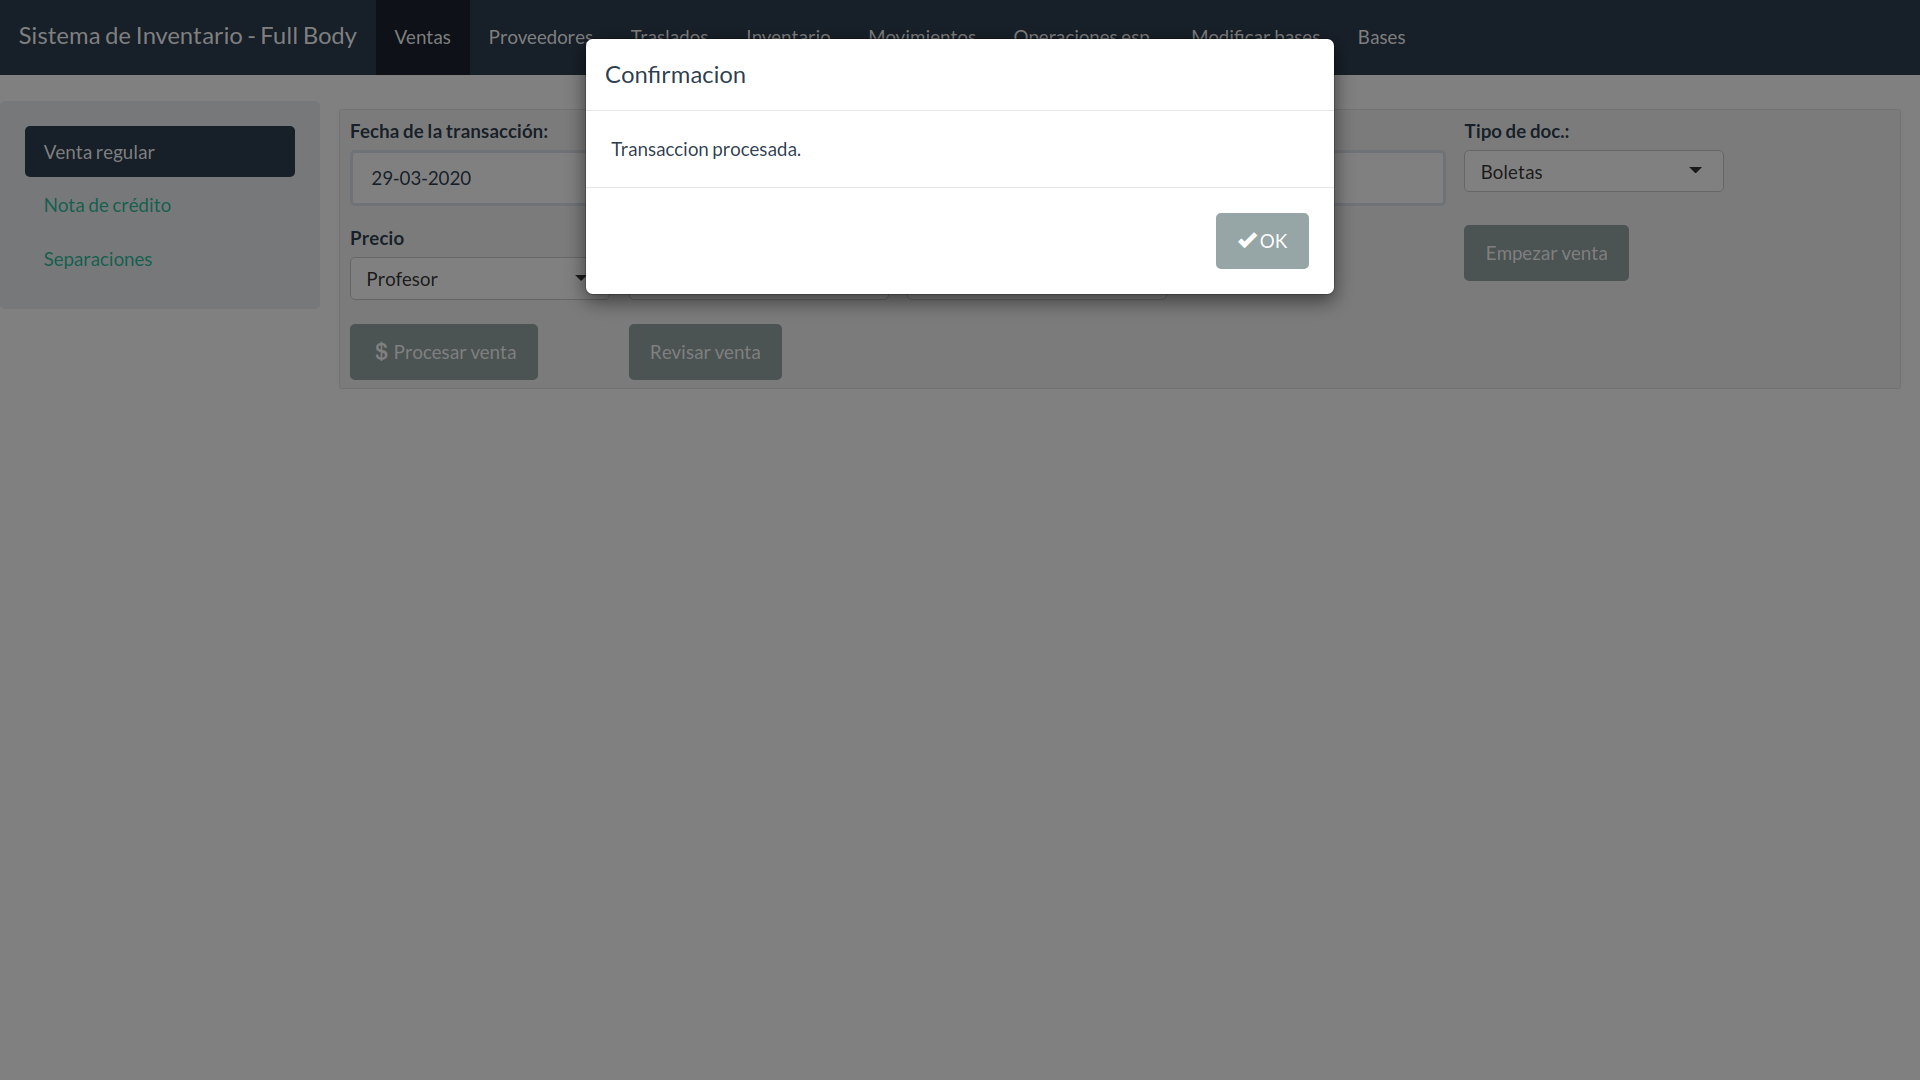 Sistema de Inventario - Full Body Ventas Proveedores Traslados Inventario Movimientos Operaciones esp. Modificar bases Bases
Confirmacion
Transaccion procesada.
OK
Venta regular
Nota de crédito
Separaciones
Fecha de la transacción:
29-03-2020
Tipo de doc.:
Boletas
Precio
Profesor
Empezar venta
$ Procesar venta
Revisar venta